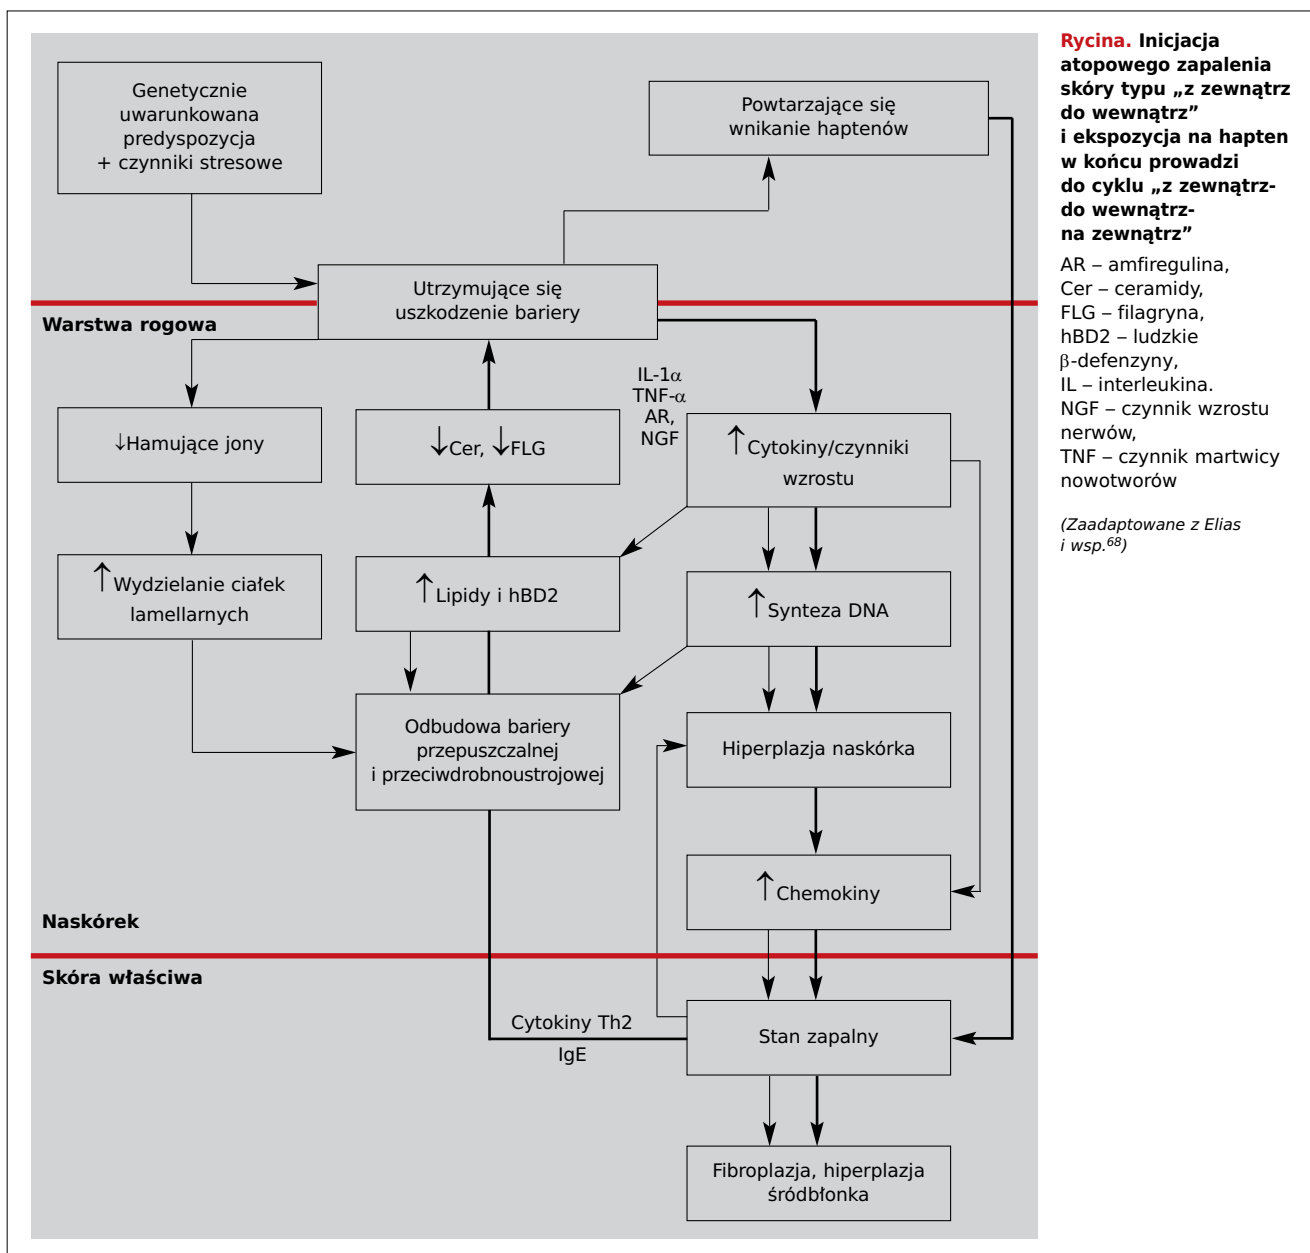 Genetycznie
uwarunkowana
predyspozycja
+ czynniki stresowe
Powtarzające się
wnikanie haptenów
Utrzymujące się
uszkodzenie bariery
Warstwa rogowa
IL-1α
TNF-α
AR,
NGF
↓Hamujące jony
↓Cer, ↓FLG
↑Cytokiny/czynniki
wzrostu
↑Wydzielanie ciałek
lamellarnych
↑Lipidy i hBD2
↑Synteza DNA
Odbudowa bariery
przepuszczalnej
i przeciwdrobnoustrojowej
Hiperplazja naskórka
↑Chemokiny
Naskórek
Skóra właściwa
Cytokiny Th2
IgE
Stan zapalny
Fibroplazja, hiperplazja
śródbłonka
Rycina. Inicjacja
atopowego zapalenia
skóry typu „z zewnątrz
do wewnątrz”
i ekspozycja na hapten
w końcu prowadzi
do cyklu „z zewnątrz-
do wewnątrz-
na zewnątrz”
AR – amfiregulina,
Cer – ceramidy,
FLG – filagryna,
hBD2 – ludzkie
β-defenzyny,
IL – interleukina.
NGF – czynnik wzrostu
nerwów,
TNF – czynnik martwicy
nowotworów
(Zaadaptowane z Elias
i wsp.68)